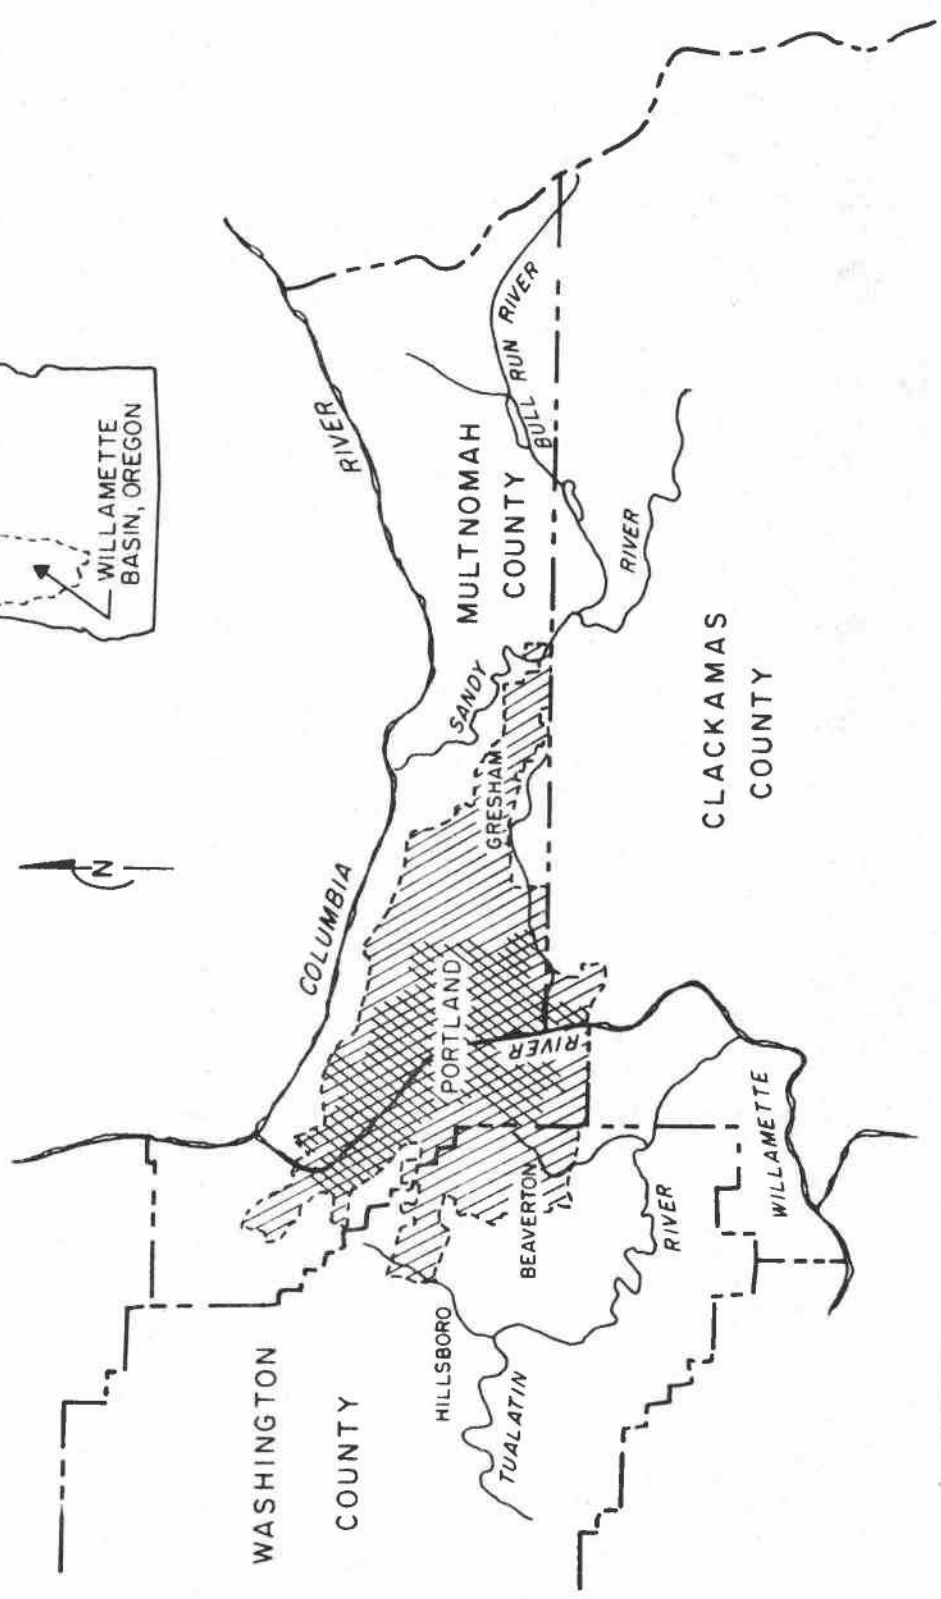 WILLAMETTE
BASIN, OREGON
N
COLUMBIA
RIVER
WASHINGTON
COUNTY
MULTNOMAH
COUNTY
BULL RUN RIVER
SANDY
RIVER
GRESHAM
PORTLAND
RIVER
HILLSBORO
BEAVERTON
TUALATIN
RIVER
WILLAMETTE
CLACKAMAS
COUNTY